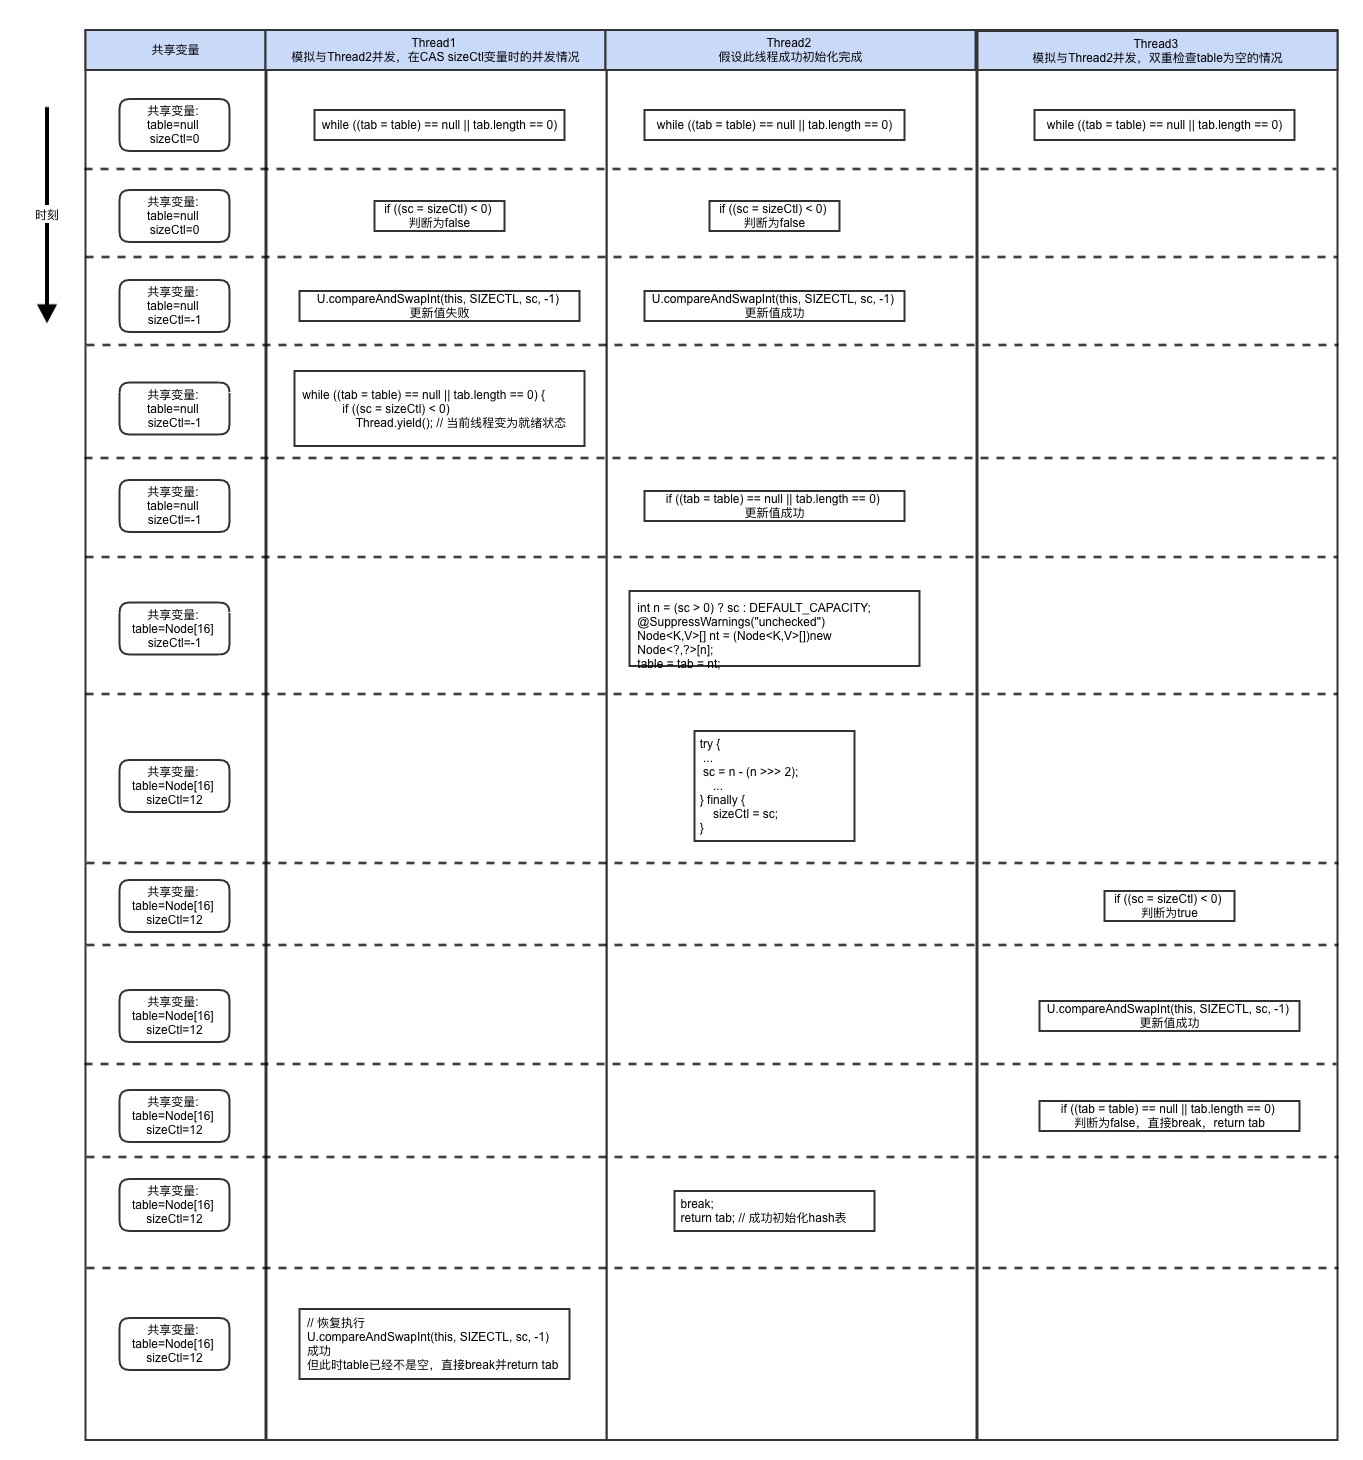 共享变量
Thread1
模拟与Thread2并发，在CAS sizeCtl变量时的并发情况
Thread2
假设此线程成功初始化完成
Thread3
模拟与Thread2并发，双重检查table为空的情况
时刻
共享变量:
table=null
sizeCtl=0
while ((tab = table) == null || tab.length == 0)
while ((tab = table) == null || tab.length == 0)
while ((tab = table) == null || tab.length == 0)
共享变量:
table=null
sizeCtl=0
if ((sc = sizeCtl) < 0)
判断为false
if ((sc = sizeCtl) < 0)
判断为false
共享变量:
table=null
sizeCtl=-1
U.compareAndSwapInt(this, SIZECTL, sc, -1)
更新值失败
U.compareAndSwapInt(this, SIZECTL, sc, -1)
更新值成功
共享变量:
table=null
sizeCtl=-1
while ((tab = table) == null || tab.length == 0) {
if ((sc = sizeCtl) < 0)
Thread.yield(); // 当前线程变为就绪状态
共享变量:
table=null
sizeCtl=-1
if ((tab = table) == null || tab.length == 0)
更新值成功
共享变量:
table=Node[16]
sizeCtl=-1
int n = (sc > 0) ? sc : DEFAULT_CAPACITY;
@SuppressWarnings("unchecked")
Node<K,V>[] nt = (Node<K,V>[])new
Node<?,?>[n];
table = tab = nt;
共享变量:
table=Node[16]
sizeCtl=12
try {
...
sc = n - (n >>> 2);
...
} finally {
sizeCtl = sc;
}
共享变量:
table=Node[16]
sizeCtl=12
if ((sc = sizeCtl) < 0)
判断为true
共享变量:
table=Node[16]
sizeCtl=12
U.compareAndSwapInt(this, SIZECTL, sc, -1)
更新值成功
共享变量:
table=Node[16]
sizeCtl=12
if ((tab = table) == null || tab.length == 0)
判断为false，直接break，return tab
共享变量:
table=Node[16]
sizeCtl=12
break;
return tab; // 成功初始化hash表
共享变量:
table=Node[16]
sizeCtl=12
// 恢复执行
U.compareAndSwapInt(this, SIZECTL, sc, -1)
成功
但此时table已经不是空，直接break并return tab